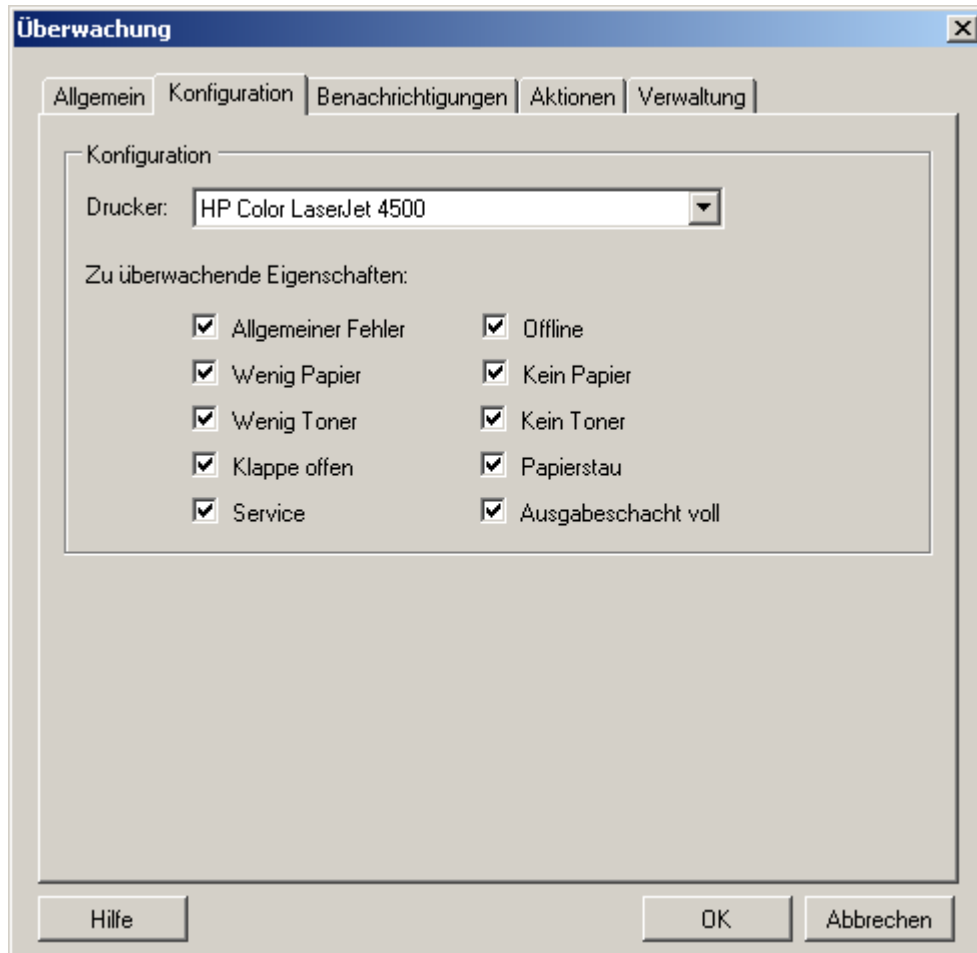 Überwachung
Allgemein Konfiguration Benachrichtigungen Aktionen Verwaltung
Konfiguration
Drucker: HP Color LaserJet 4500
Zu überwachende Eigenschaften:
Allgemeiner Fehler Offline
Wenig Papier Kein Papier
Wenig Toner Kein Toner
Klappe offen Papierstau
Service Ausgabeschacht voll
Hilfe OK Abbrechen